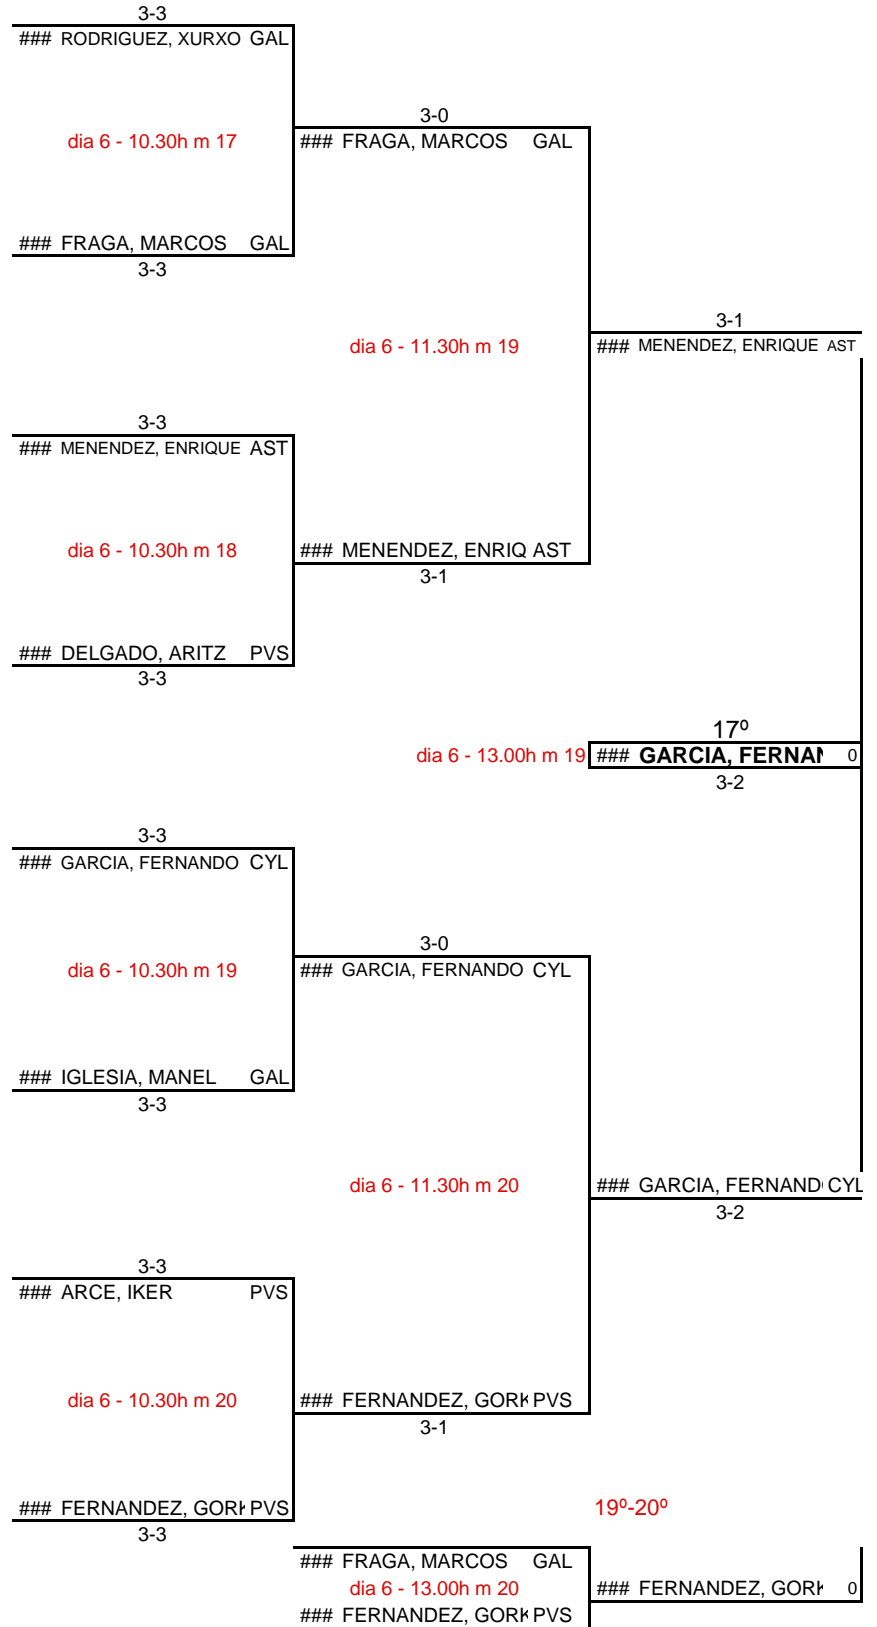 3-3
### RODRIGUEZ, XURXO GAL
3-0
dia 6 - 10.30h m 17 ### FRAGA, MARCOS GAL
### FRAGA, MARCOS GAL
3-3
3-1
dia 6 - 11.30h m 19 ### MENENDEZ, ENRIQUE AST
3-3
### MENENDEZ, ENRIQUE AST
dia 6 - 10.30h m 18 ### MENENDEZ, ENRIQ AST
3-1
### DELGADO, ARITZ PVS
3-3
17º
dia 6 - 13.00h m 19 ### GARCIA, FERNAN 0
3-2
3-3
### GARCIA, FERNANDO CYL
3-0
dia 6 - 10.30h m 19 ### GARCIA, FERNANDO CYL
### IGLESIA, MANEL GAL
3-3
dia 6 - 11.30h m 20 ### GARCIA, FERNAND CYL
3-2
3-3
### ARCE, IKER PVS
dia 6 - 10.30h m 20 ### FERNANDEZ, GORK PVS
3-1
### FERNANDEZ, GORK PVS 19º-20º
3-3
### FRAGA, MARCOS GAL
dia 6 - 13.00h m 20 ### FERNANDEZ, GORK 0
### FERNANDEZ, GORK PVS